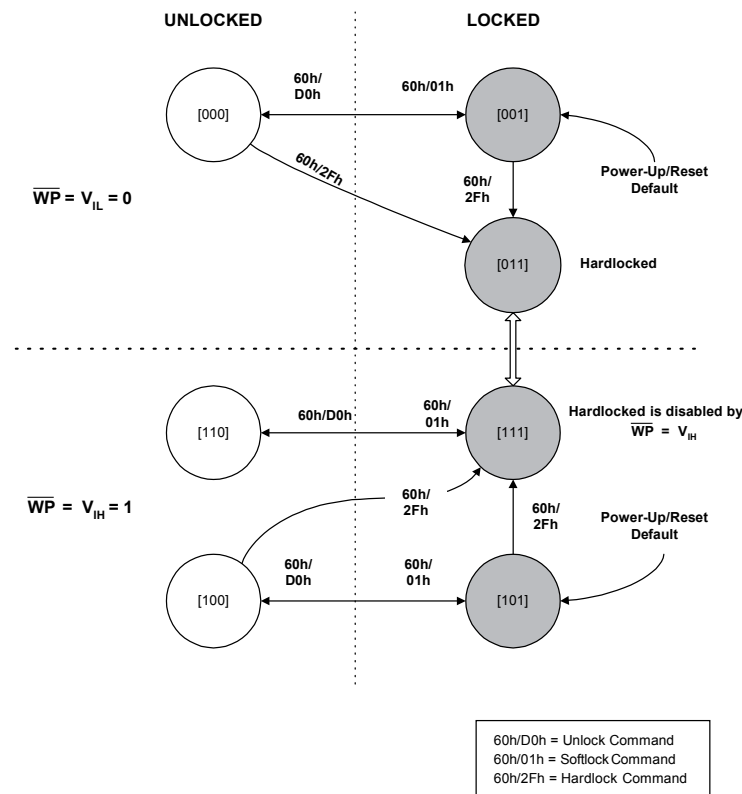 UNLOCKED
LOCKED
60h/
D0h
60h/01h
[000]
[001]
60h/2Fh
60h/
2Fh
Power-Up/Reset
Default
WP = VIL = 0
[011]
Hardlocked
[110]
60h/D0h
60h/
01h
[111]
Hardlocked is disabled by
WP = VIH
60h/
2Fh
WP = VIH = 1
60h/
2Fh
Power-Up/Reset
Default
60h/
D0h
60h/
01h
[100]
[101]
60h/D0h = Unlock Command
60h/01h = Softlock Command
60h/2Fh = Hardlock Command